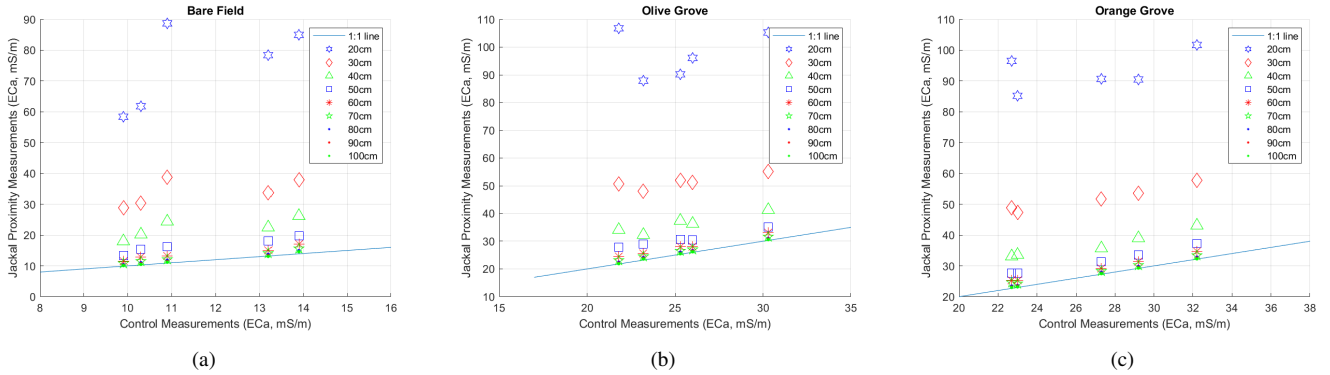 Bare Field
90
80
70
60
50
40
30
20
10
0
8
9
10
11
12
13
14
15
16
Jackal Proximity Measurements (ECa, mS/m)
Control Measurements (ECa, mS/m)
1:1 line
20cm
30cm
40cm
50cm
60cm
70cm
80cm
90cm
100cm
(a)
Olive Grove
110
100
90
80
70
60
50
40
30
20
10
15
20
25
30
35
Jackal Proximity Measurements (ECa, mS/m)
Control Measurements (ECa, mS/m)
1:1 line
20cm
30cm
40cm
50cm
60cm
70cm
80cm
90cm
100cm
(b)
Orange Grove
110
100
90
80
70
60
50
40
30
20
20
22
24
26
28
30
32
34
36
38
Jackal Proximity Measurements (ECa, mS/m)
Control Measurements (ECa, mS/m)
1:1 line
20cm
30cm
40cm
50cm
60cm
70cm
80cm
90cm
100cm
(c)